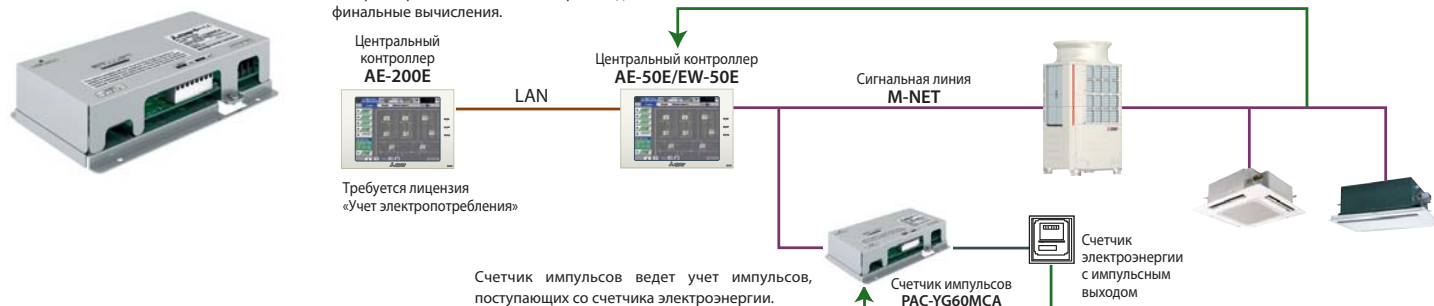 финальные вычисления.
Центральный
контроллер
AE-200E
LAN
Центральный контроллер
AE-50E/EW-50E
Сигнальная линия
M-NET
Требуется лицензия
«Учет электропотребления»
Счетчик импульсов ведет учет импульсов,
поступающих со счетчика электроэнергии.
Счетчик импульсов
PAC-YG60MCA
Счетчик
электроэнергии
с импульсным
выходом